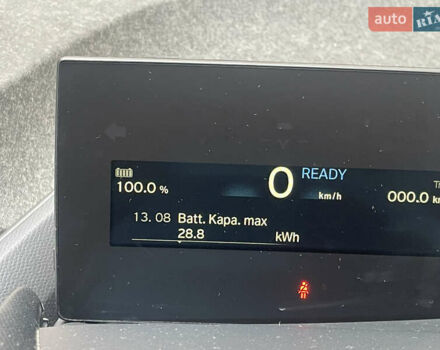 auto RIA
READY
100.0 % 0 km/h 000.0
13. 08 Batt. Kapa. max
28.8 kWh